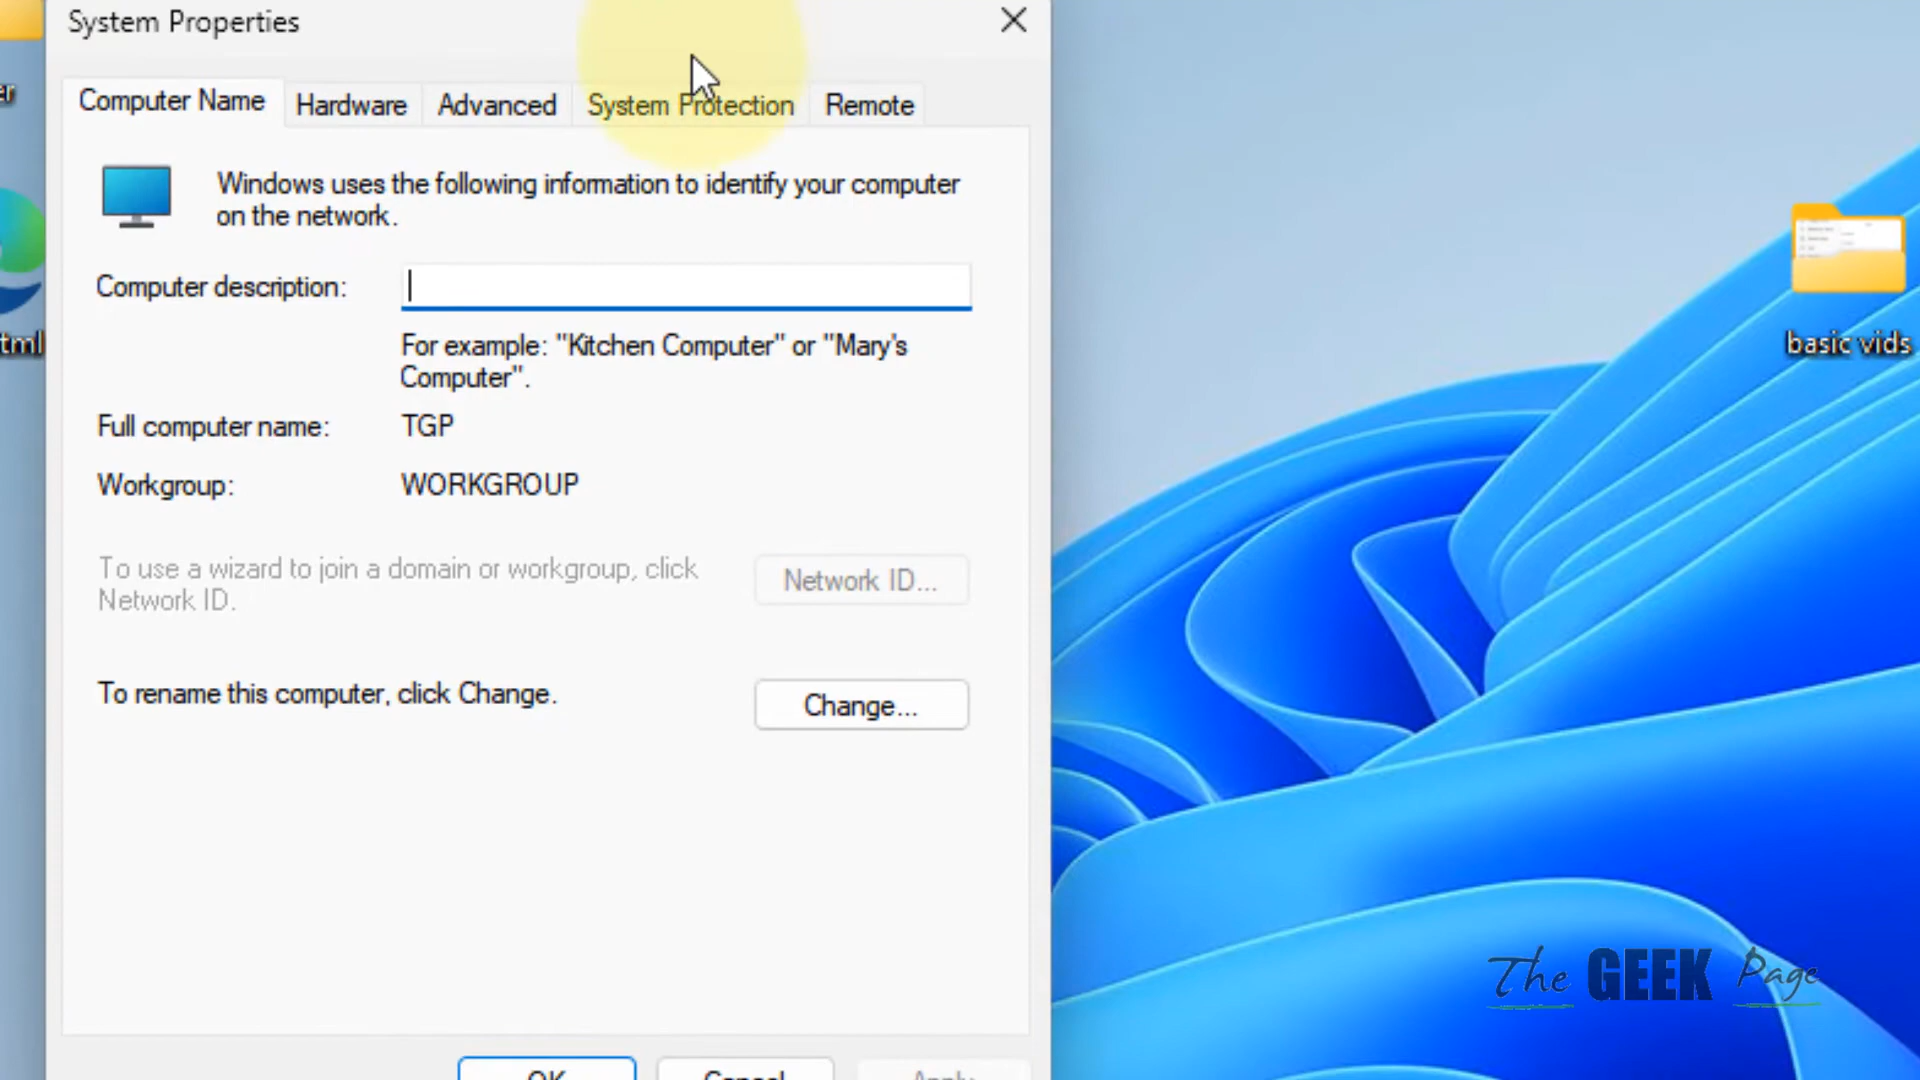 System Properties
er
Computer Name
Hardware
Advanced
System Protection
Remote
Windows uses the following information to identify your computer
on the network.
Computer description:
For example: "Kitchen Computer" or "Mary's
Computer".
Full computer name:
TGP
Workgroup:
WORKGROUP
To use a wizard to join a domain or workgroup, click
Network ID.
Network ID...
To rename this computer, click Change.
Change...
OK
Cancel
Apply
tml
basic vids
The GEEK Page